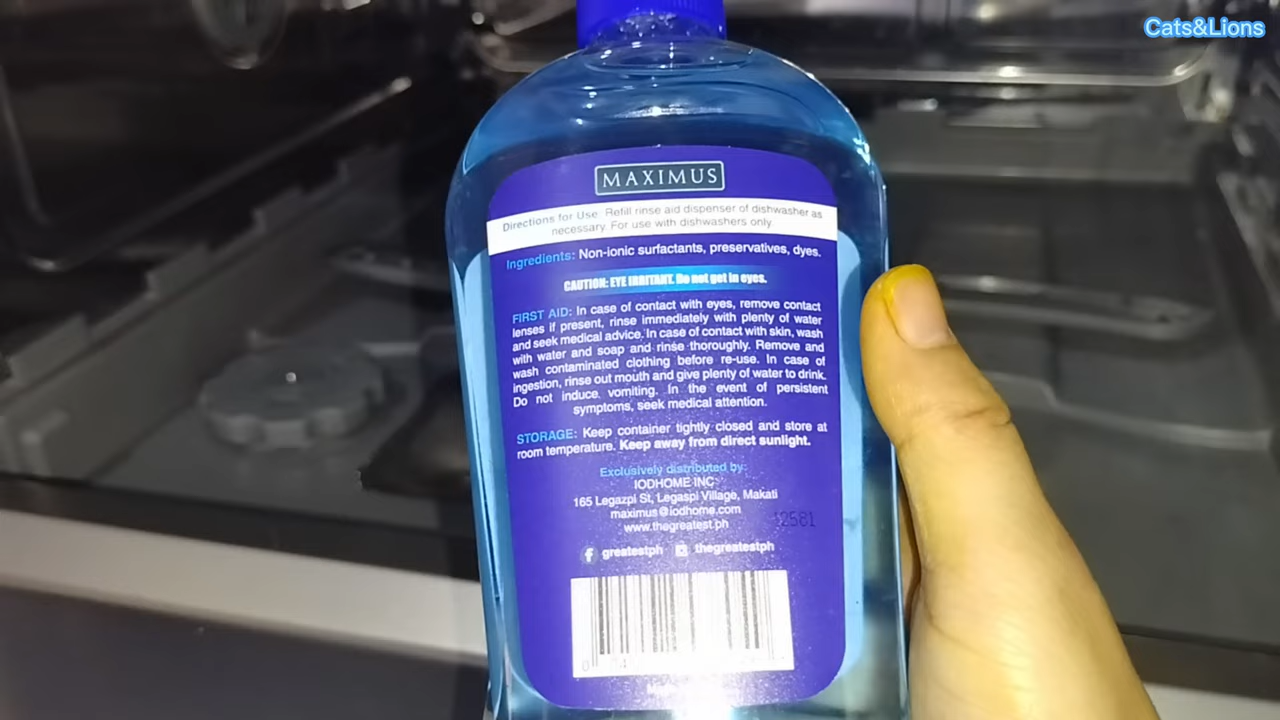 Cats&Lions
MAXIMUS
Directions for Use Refill rinse aid dispenser of dishwasher as
necessary. For use with dishwashers only.
Ingredients: Non-ionic surfactants, preservatives, dyes.
CAUTION: EYE IRRITANT. Do not get in eyes.
FIRST AID: In case of contact with eyes, remove contact
lenses if present, rinse immediately with plenty of water
and seek medical advice. In case of contact with skin, wash
with water and soap and rinse thoroughly. Remove and
wash contaminated clothing before re-use. In case of
ingestion, rinse out mouth and give plenty of water to drink.
Do not induce vomiting. In the event of persistent
symptoms, seek medical attention.
STORAGE: Keep container tightly closed and store at
room temperature. Keep away from direct sunlight.
Exclusively distributed by:
IODHOME INC
165 Legazpi St, Legaspi Village, Makati
maximus@iodhome.com
www.thegreatest.ph
12581
greatestph thegreatestph